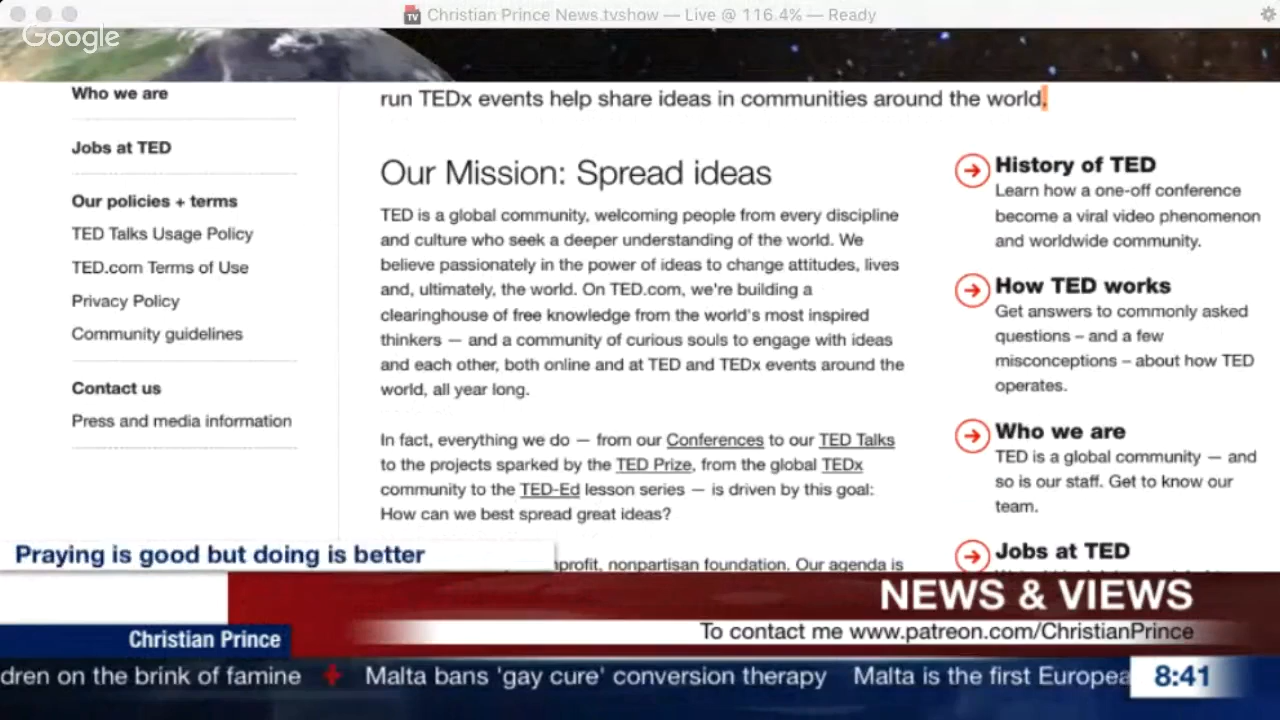 Christian Prince News.tvshow — Live @ 116.4% — Ready
TV
Google
Who we are
Jobs at TED
Our policies + terms
TED Talks Usage Policy
TED.com Terms of Use
Privacy Policy
Community guidelines
Contact us
Press and media information
run TEDx events help share ideas in communities around the world.
Our Mission: Spread ideas
TED is a global community, welcoming people from every discipline
and culture who seek a deeper understanding of the world. We
believe passionately in the power of ideas to change attitudes, lives
and, ultimately, the world. On TED.com, we're building a
clearinghouse of free knowledge from the world's most inspired
thinkers — and a community of curious souls to engage with ideas
and each other, both online and at TED and TEDx events around the
world, all year long.
In fact, everything we do — from our Conferences to our TED Talks
to the projects sparked by the TED Prize, from the global TEDx
community to the TED-Ed lesson series — is driven by this goal:
How can we best spread great ideas?
nonpartisan foundation. Our agenda is
History of TED
Learn how a one-off conference
become a viral video phenomenon
and worldwide community.
How TED works
Get answers to commonly asked
questions – and a few
misconceptions – about how TED
operates.
Who we are
TED is a global community — and
so is our staff. Get to know our
team.
Jobs at TED
Praying is good but doing is better
NEWS & VIEWS
To contact me www.patreon.com/ChristianPrince
Christian Prince
dren on the brink of famine Malta bans 'gay cure' conversion therapy Malta is the first Europea
8:41